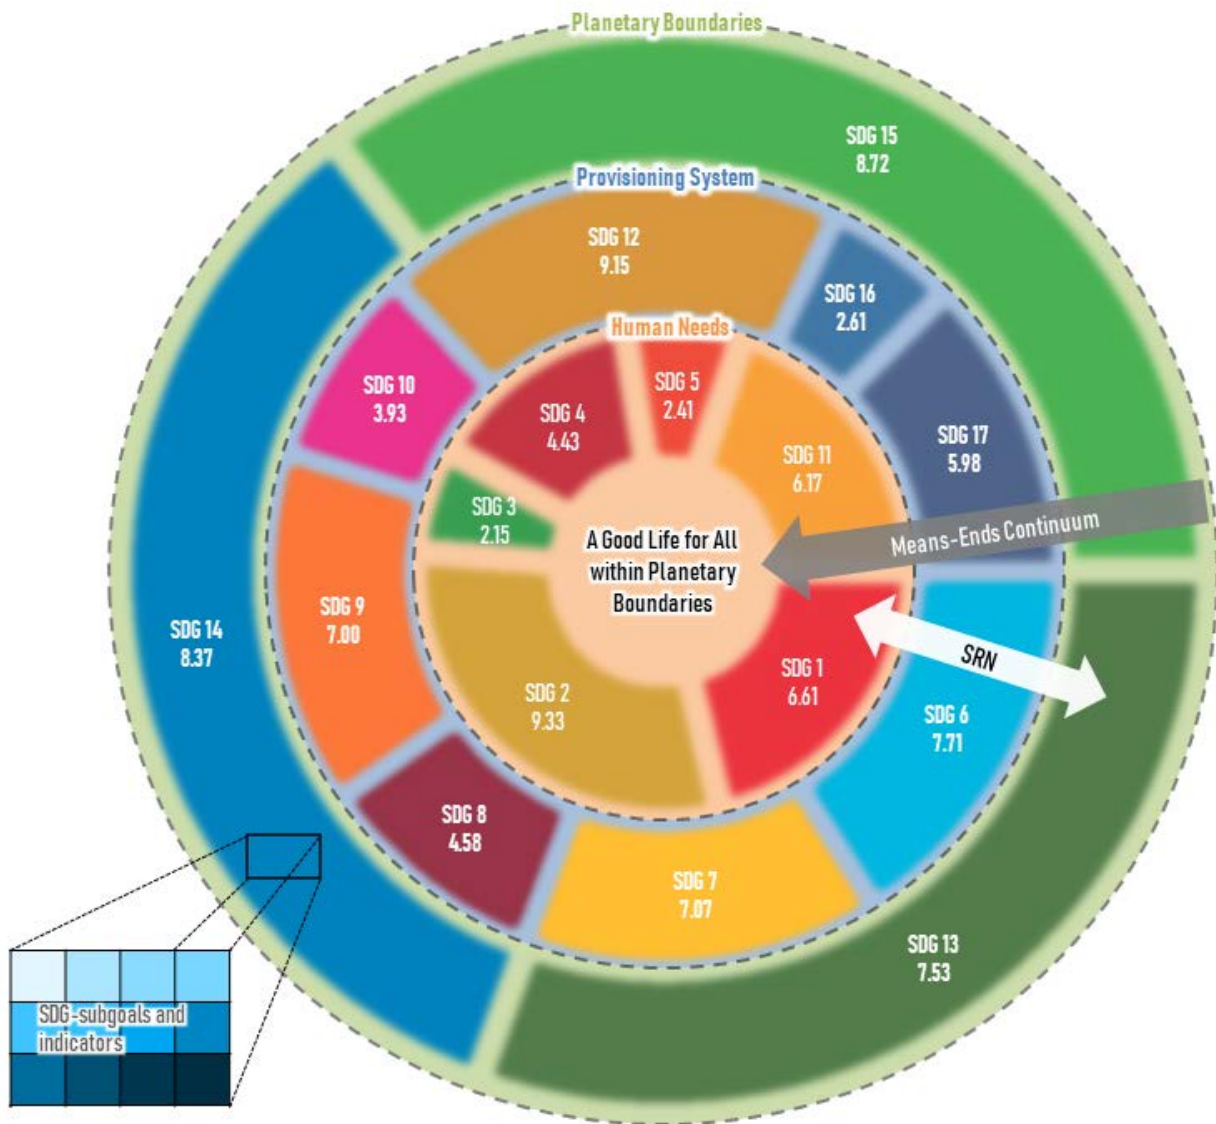 Planetary Boundaries
SDG 15
8.72
Provisioning System
SDG 12
9.15
SDG 16
2.61
Human Needs
SDG 10
3.93
SDG 4
4.43
SDG 5
2.41
SDG 11
6.17
SDG 17
5.98
SDG 3
2.15
Means-Ends Continuum
A Good Life for All
within Planetary
Boundaries
SDG 9
7.00
SDG 14
8.37
SDG 2
9.33
SDG 1
6.61
SRN
SDG 6
7.71
SDG 8
4.58
SDG 7
7.07
SDG 13
7.53
SDG-subgoals and
indicators